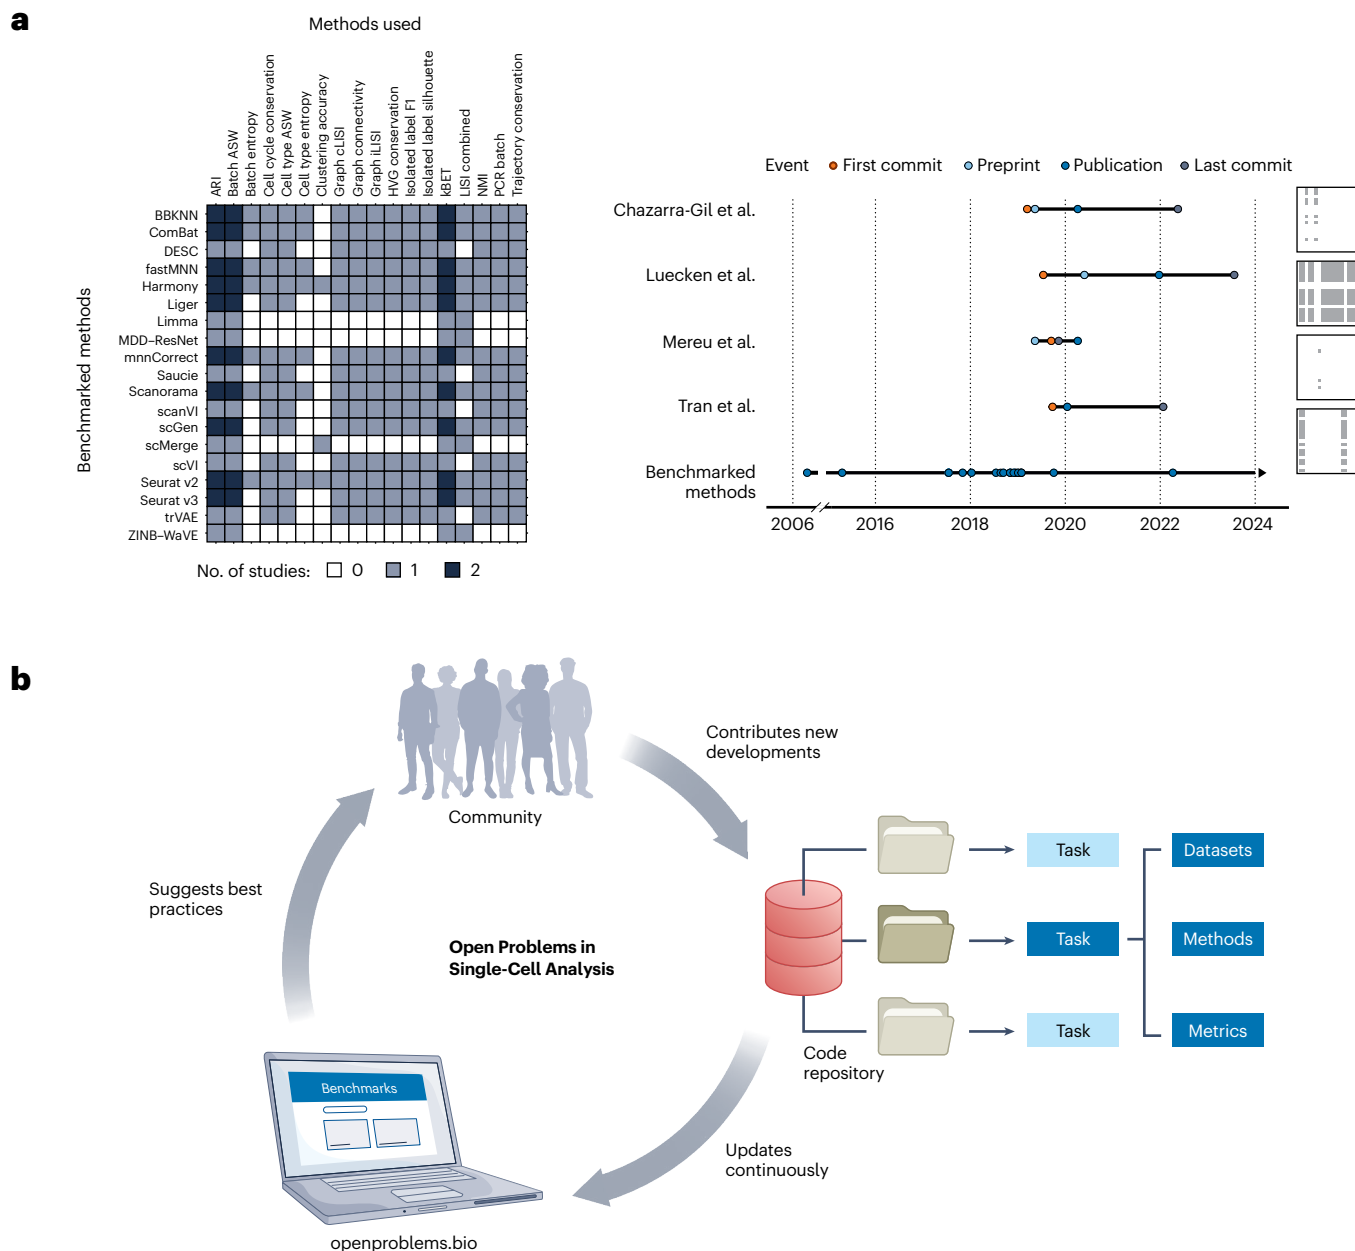 a
Methods used
ARI
Batch ASW
Batch entropy
Cell cycle conservation
Cell type ASW
Cell type entropy
Clustering accuracy
Graph cLISI
Graph connectivity
Graph iLISI
HVG conservation
Isolated label F1
Isolated label silhouette
kBET
LISI combined
NMI
PCR batch
Trajectory conservation
Benchmarked methods
BBKNN
ComBat
DESC
fastMNN
Harmony
Liger
Limma
MDD–ResNet
mnnCorrect
Saucie
Scanorama
scanVI
scGen
scMerge
scVI
Seurat v2
Seurat v3
trVAE
ZINB–WaVE
No. of studies: 0 1 2
Event First commit Preprint Publication Last commit
Chazarra-Gil et al.
Luecken et al.
Mereu et al.
Tran et al.
Benchmarked
methods
2006 2016 2018 2020 2022 2024
b
Community
Contributes new
developments
Suggests best
practices
Open Problems in
Single-Cell Analysis
Task
Task
Task
Datasets
Methods
Metrics
Code
repository
Updates
continuously
Benchmarks
openproblems.bio